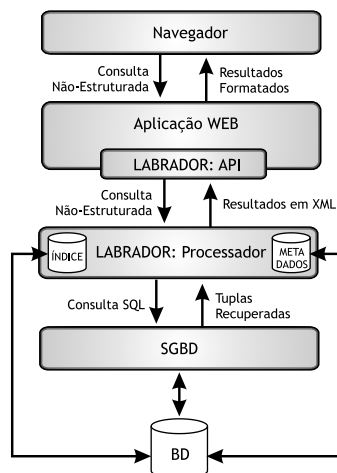 Navegador
Consulta
Não-Estruturada
Resultados
Formatados
Aplicação WEB
LABRADOR: API
Consulta
Não-Estruturada
Resultados em XML
ÍNDICE
LABRADOR: Processador
META
DADOS
Consulta SQL
Tuplas
Recuperadas
SGBD
BD